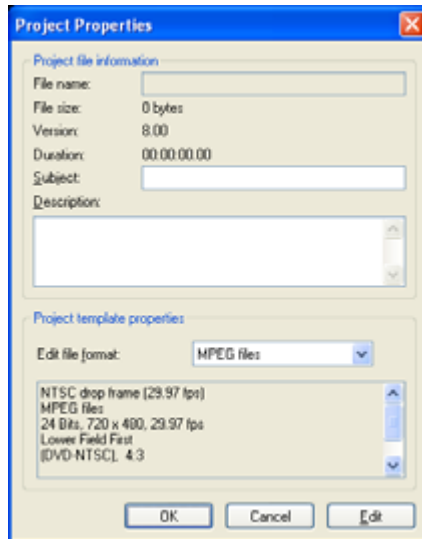 Project Properties
Project file information
File name:
File size: 0 bytes
Version: 8.00
Duration: 00:00:00.00
Subject:
Description:
Project template properties
Edit file format: MPEG files
NTSC drop frame (29.97 fps)
MPEG files
24 Bits, 720 x 480, 29.97 fps
Lower Field First
(DVD-NTSC), 4:3
OK Cancel Edit